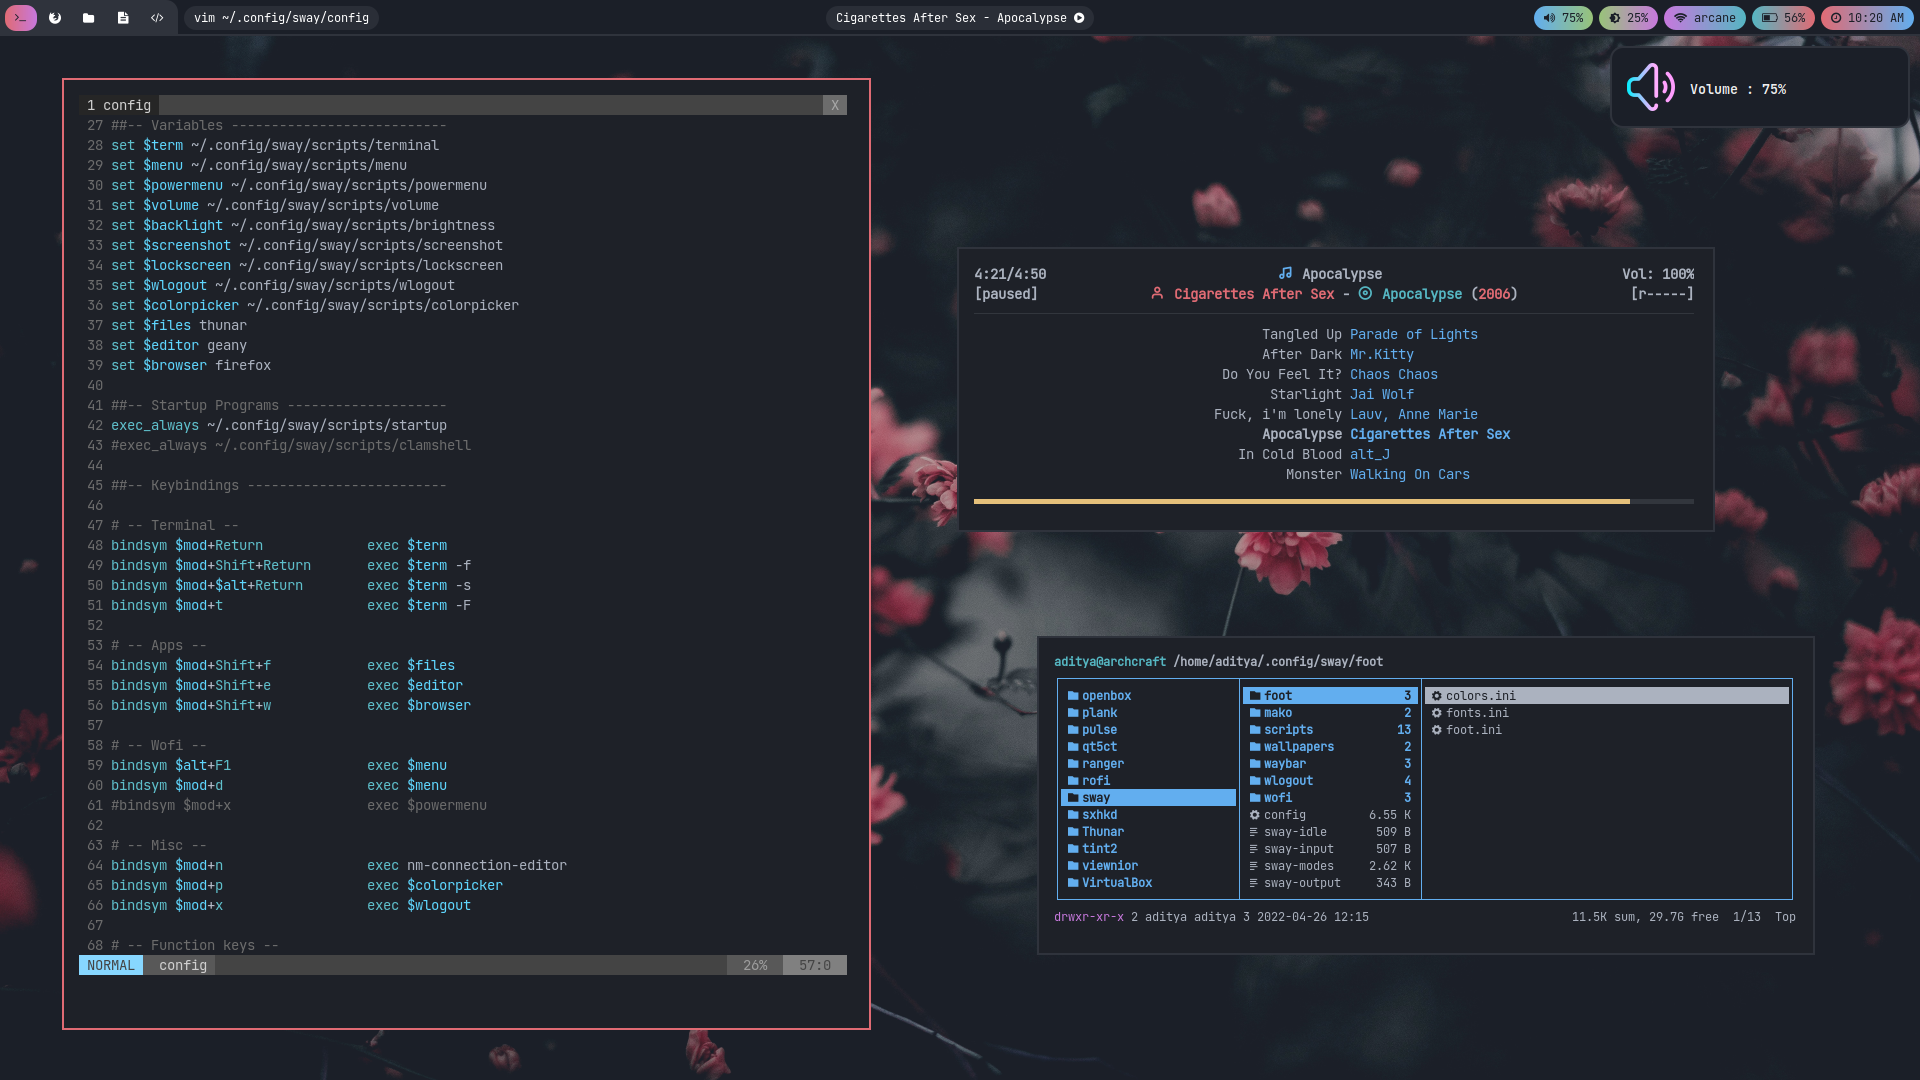 vim ~/.config/sway/config
Cigarettes After Sex - Apocalypse
75%
25%
arcane
56%
10:20 AM
Volume : 75%
1 config X
27 ##-- Variables ---------------------------
28 set $term ~/.config/sway/scripts/terminal
29 set $menu ~/.config/sway/scripts/menu
30 set $powermenu ~/.config/sway/scripts/powermenu
31 set $volume ~/.config/sway/scripts/volume
32 set $backlight ~/.config/sway/scripts/brightness
33 set $screenshot ~/.config/sway/scripts/screenshot
34 set $lockscreen ~/.config/sway/scripts/lockscreen
35 set $wlogout ~/.config/sway/scripts/wlogout
36 set $colorpicker ~/.config/sway/scripts/colorpicker
37 set $files thunar
38 set $editor geany
39 set $browser firefox
40
41 ##-- Startup Programs --------------------
42 exec_always ~/.config/sway/scripts/startup
43 #exec_always ~/.config/sway/scripts/clamshell
44
45 ##-- Keybindings -------------------------
46
47 # -- Terminal --
48 bindsym $mod+Return exec $term
49 bindsym $mod+Shift+Return exec $term -f
50 bindsym $mod+$alt+Return exec $term -s
51 bindsym $mod+t exec $term -F
52
53 # -- Apps --
54 bindsym $mod+Shift+f exec $files
55 bindsym $mod+Shift+e exec $editor
56 bindsym $mod+Shift+w exec $browser
57
58 # -- Wofi --
59 bindsym $alt+F1 exec $menu
60 bindsym $mod+d exec $menu
61 #bindsym $mod+x exec $powermenu
62
63 # -- Misc --
64 bindsym $mod+n exec nm-connection-editor
65 bindsym $mod+p exec $colorpicker
66 bindsym $mod+x exec $wlogout
67
68 # -- Function keys --
NORMAL config 26% 57:0
4:21/4:50 Apocalypse Vol: 100%
[paused] Cigarettes After Sex - Apocalypse (2006) [r-----]
Tangled Up Parade of Lights
After Dark Mr.Kitty
Do You Feel It? Chaos Chaos
Starlight Jai Wolf
Fuck, i'm lonely Lauv, Anne Marie
Apocalypse Cigarettes After Sex
In Cold Blood alt_J
Monster Walking On Cars
aditya@archcraft /home/aditya/.config/sway/foot
openbox foot 3 colors.ini
plank mako 2 fonts.ini
pulse scripts 13 foot.ini
qt5ct wallpapers 2
ranger waybar 3
rofi wlogout 4
sway wofi 3
sxhkd config 6.55 K
Thunar sway-idle 509 B
tint2 sway-input 507 B
viewnior sway-modes 2.62 K
VirtualBox sway-output 343 B
drwxr-xr-x 2 aditya aditya 3 2022-04-26 12:15 11.5K sum, 29.7G free 1/13 Top